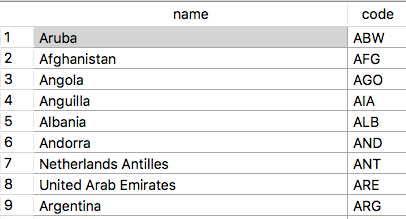 name code
1 Aruba ABW
2 Afghanistan AFG
3 Angola AGO
4 Anguilla AIA
5 Albania ALB
6 Andorra AND
7 Netherlands Antilles ANT
8 United Arab Emirates ARE
9 Argentina ARG